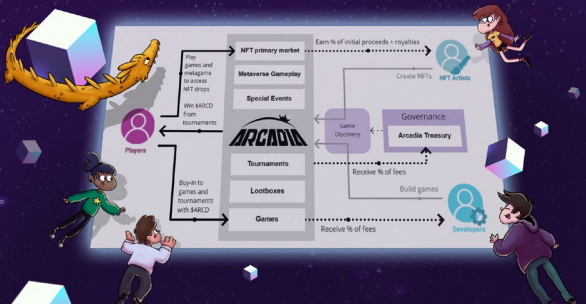 NFT primary market
Metaverse Gameplay
Special Events
ARCADIA
Tournaments
Lootboxes
Games
Play
games and
metagame
to access
NFT drops
Win $ARCD
from
tournaments
Players
Buy-in to
games and
tournaments
with $ARCD
Earn % of initial proceeds + royalties
NFT Artists
Create NFTs
Game
Discovery
Governance
Arcadia Treasury
Receive % of fees
Build games
Developers
Receive % of fees